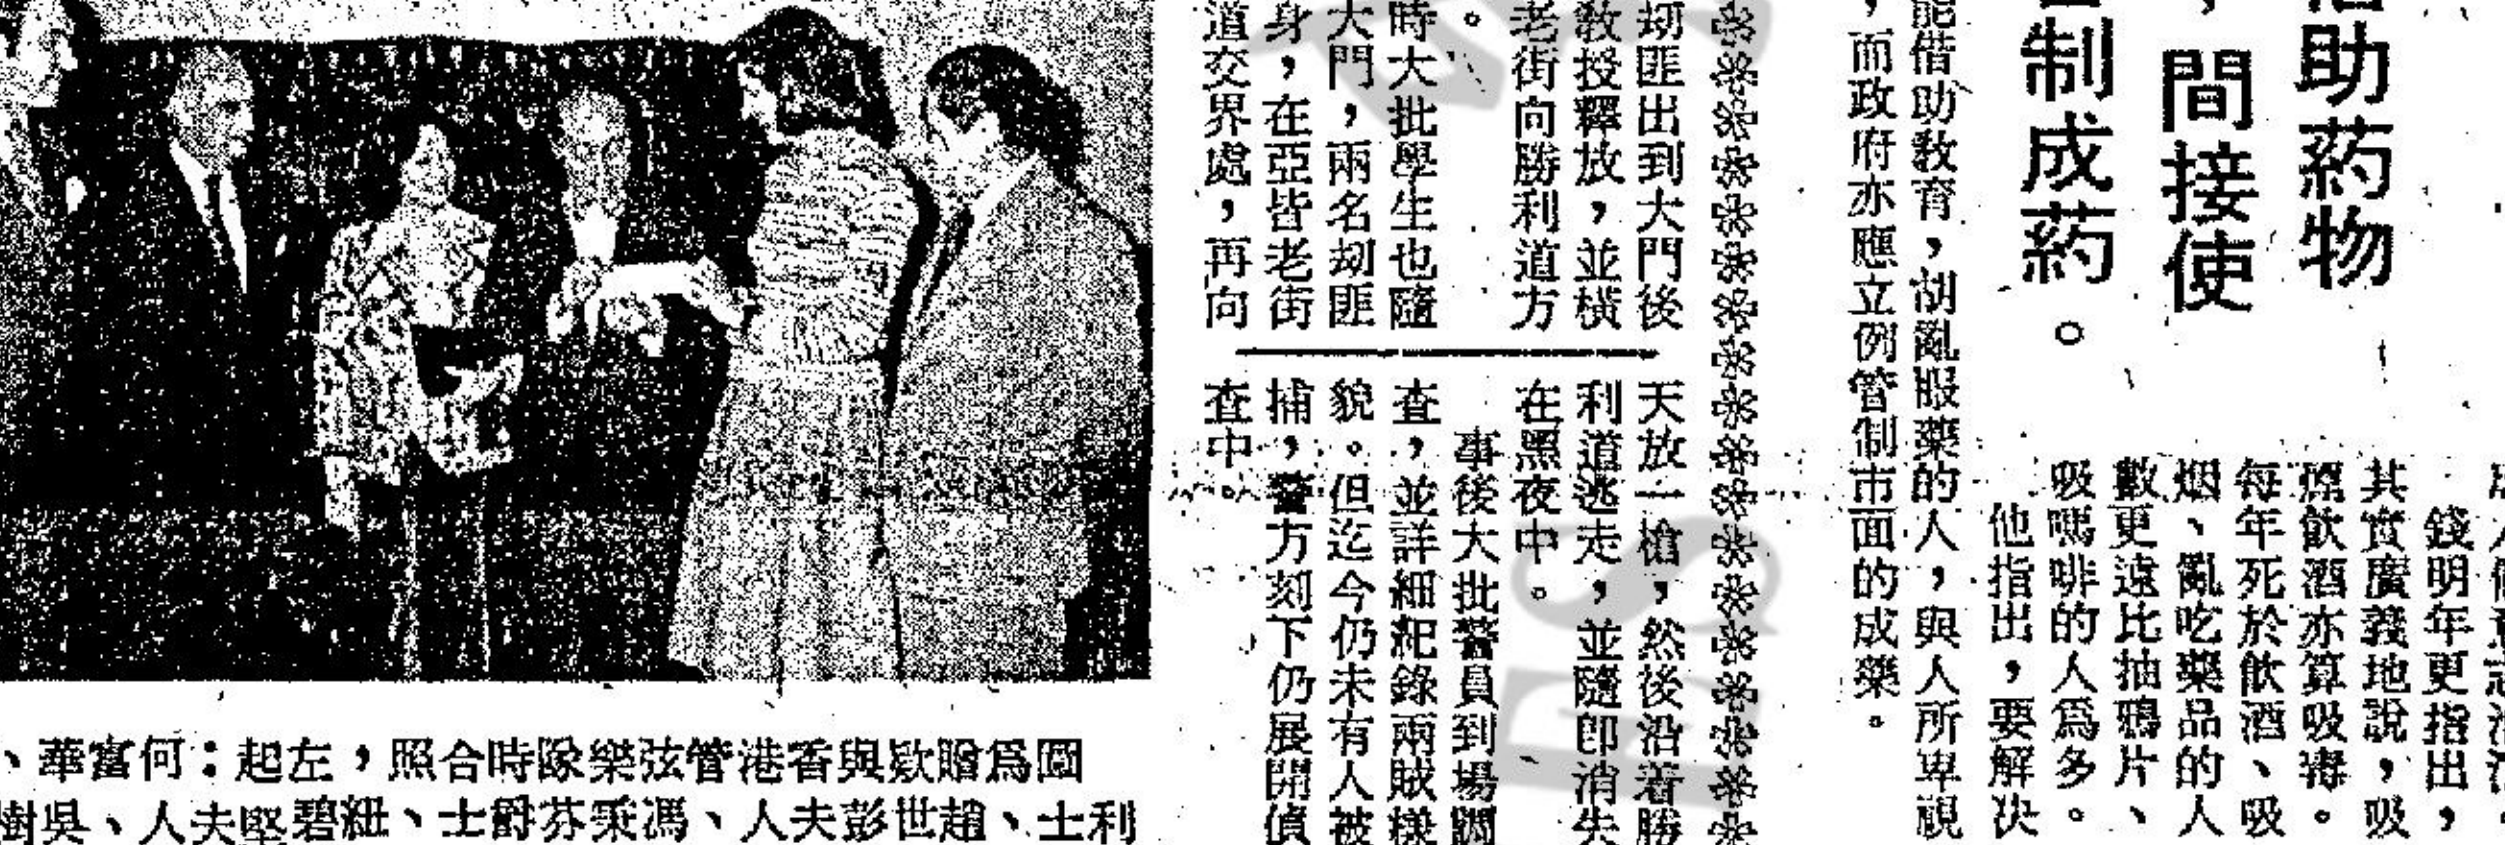 助葯物
，間接使
制成葯。
錢明年更指出，
其實廣義地說，吸
煙飲酒亦算吸毒。
每年死於飲酒、吸
烟、亂吃藥品的人
數更遠比抽鴉片、
吸嗎啡的人爲多。
他指出，要解决
能借助教育，胡亂服藥的人，與人所卑視
，而政府亦應立例管制市面的成藥。
刧匪出到大門後
教授釋放，並橫
老街向勝利道方
。
時大批學生也隨
大門，兩名刧匪
身，在亞皆老街
道交界處，再向
天放一槍，然後沿着勝
利道逃走，並隨即消失
在黑夜中。
事後大批警員到場調
查，並詳細紀錄兩賊樣
貌。但迄今仍未有人被
捕，警方刻下仍展開偵
查中。
圖爲贈欵與香港管弦樂隊時合照，左起：何富華、
利士、趙世彭夫人、馮秉芬爵士、紐碧堅夫人、吳樹